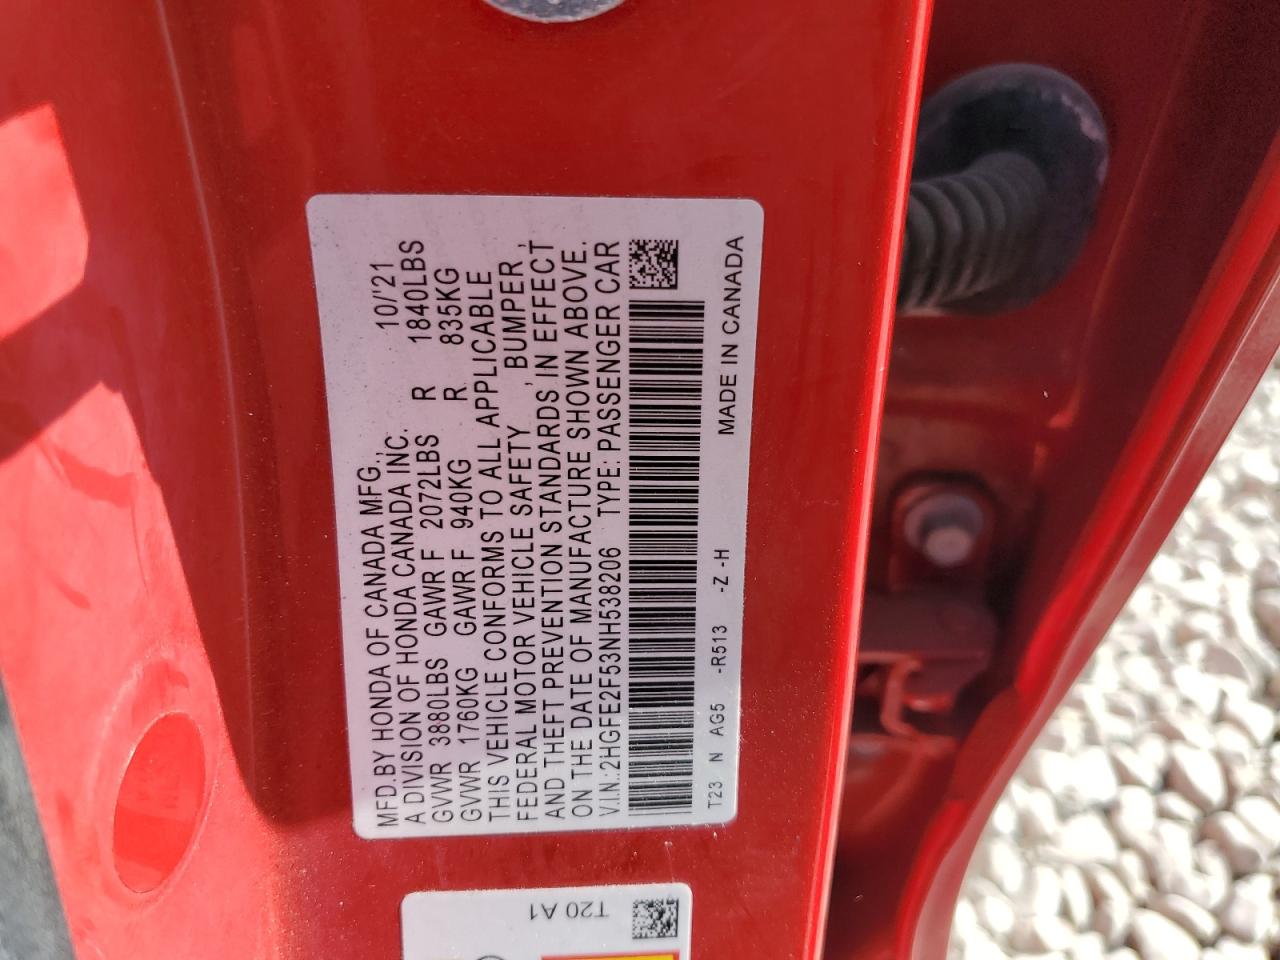 MFD.BY HONDA OF CANADA MFG., 10/'21
A DIVISION OF HONDA CANADA INC.
GVWR 3880LBS GAWR F 2072LBS R 1840LBS
GVWR 1760KG GAWR F 940KG R 835KG
THIS VEHICLE CONFORMS TO ALL APPLICABLE
FEDERAL MOTOR VEHICLE SAFETY , BUMPER ,
AND THEFT PREVENTION STANDARDS IN EFFECT
ON THE DATE OF MANUFACTURE SHOWN ABOVE.
V.I.N.:2HGFE2F53NH538206 TYPE: PASSENGER CAR
T23 N AG5 -R513 -Z -H MADE IN CANADA
T20 A1